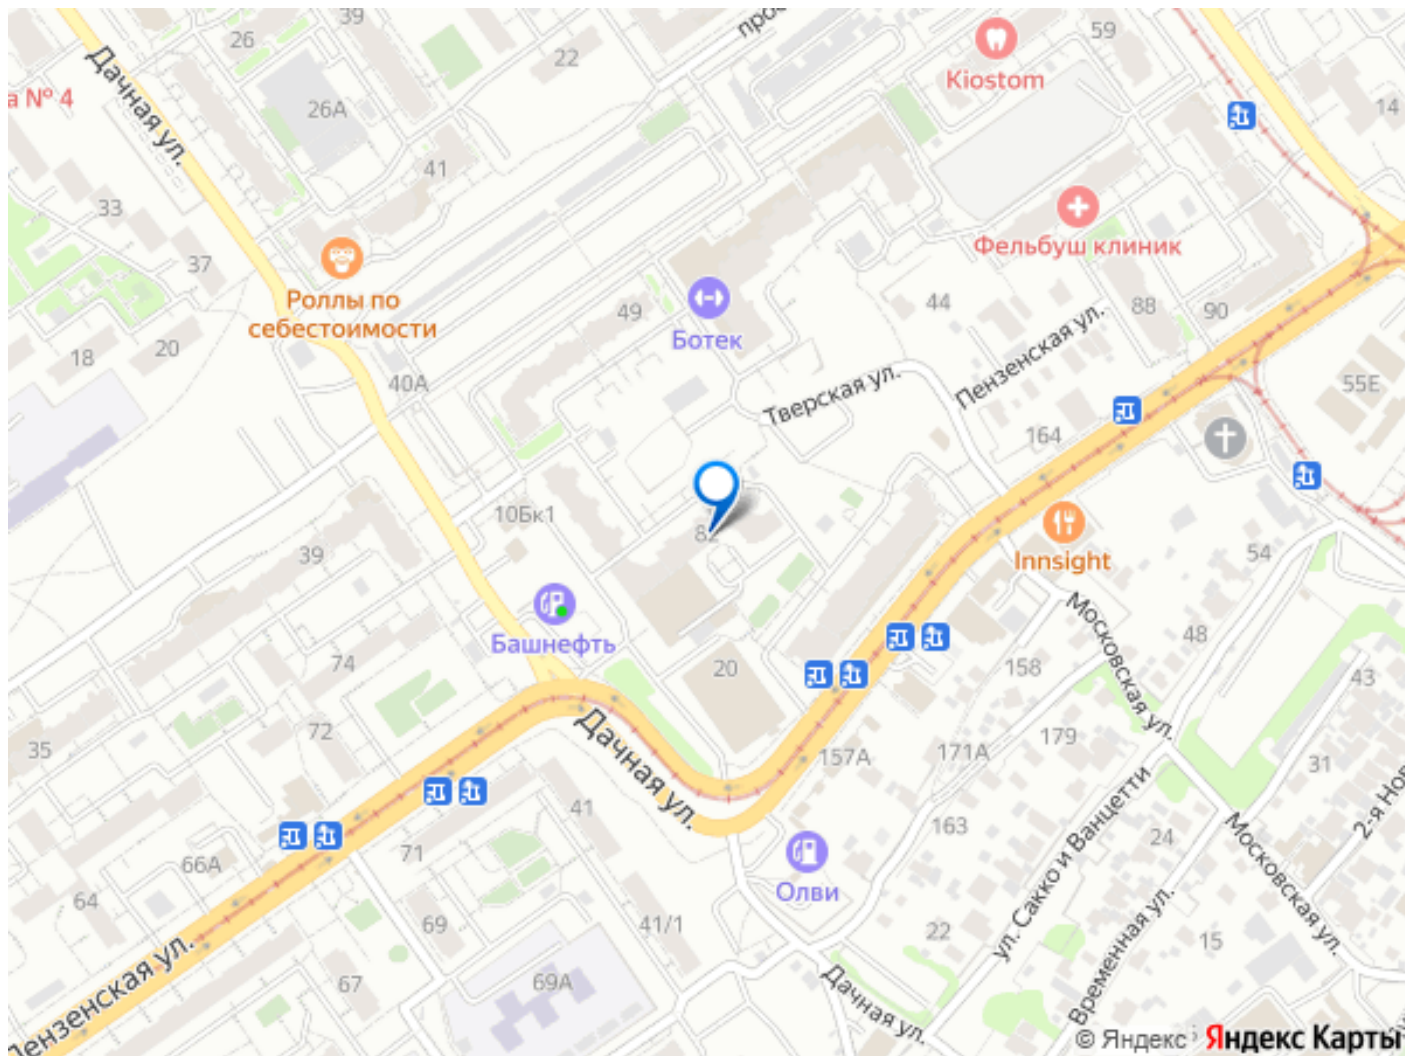 39
26
22
59
прос
Kiostom
Дачная ул.
а № 4
26А
14
41
33
Фельбуш клиник
37
Роллы по
себестоимости
44
88
90
49
Ботек
Пензенская ул.
18
20
40А
Тверская ул.
55Е
164
10Бк1
82
39
Innsight
54
Башнефть
Московская ул.
48
74
20
158
43
72
Дачная ул.
35
157А
171А
179
31
41
163
2-я Нов
24
66А
71
Олви
ул. Сакко и Ванцетти
Московская ул.
64
69
41/1
22
15
Пензенская ул.
67
69А
Дачная ул.
Временная ул.
© Яндекс Яндекс Карты